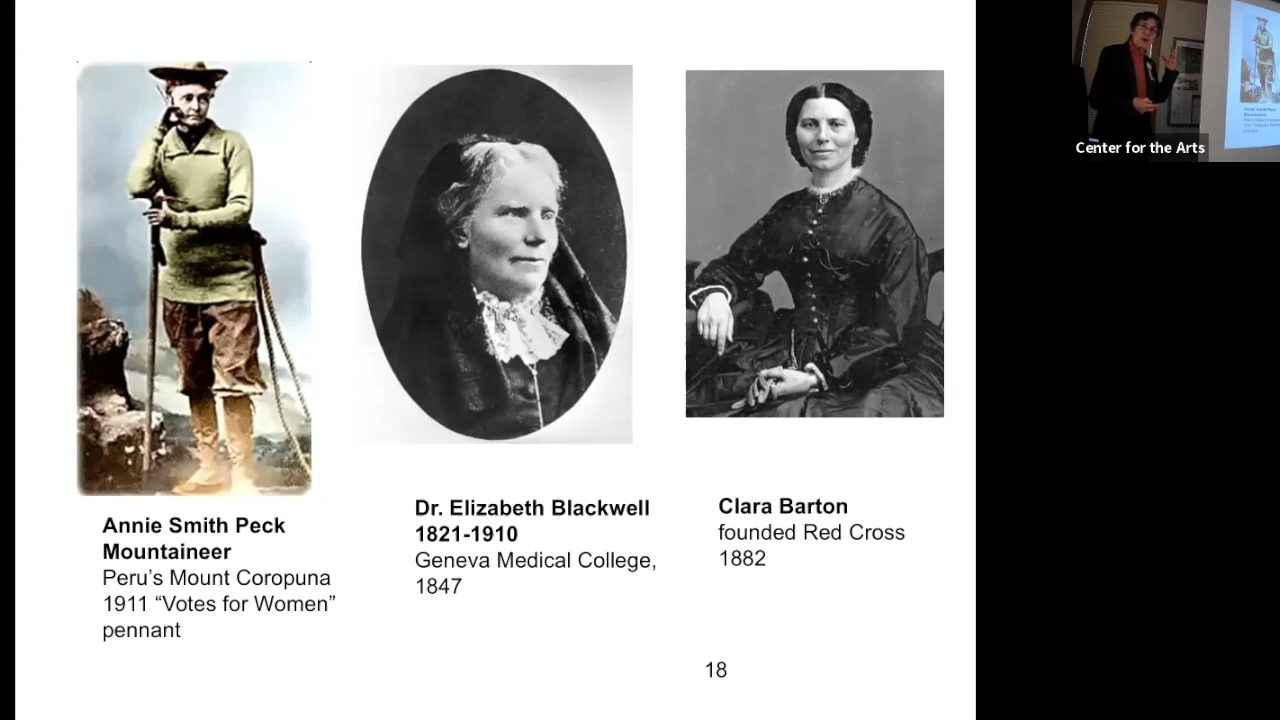 Center for the Arts
Annie Smith Peck
Mountaineer
Peru’s Mount Coropuna
1911 “Votes for Women”
pennant
Dr. Elizabeth Blackwell
1821-1910
Geneva Medical College,
1847
Clara Barton
founded Red Cross
1882
18